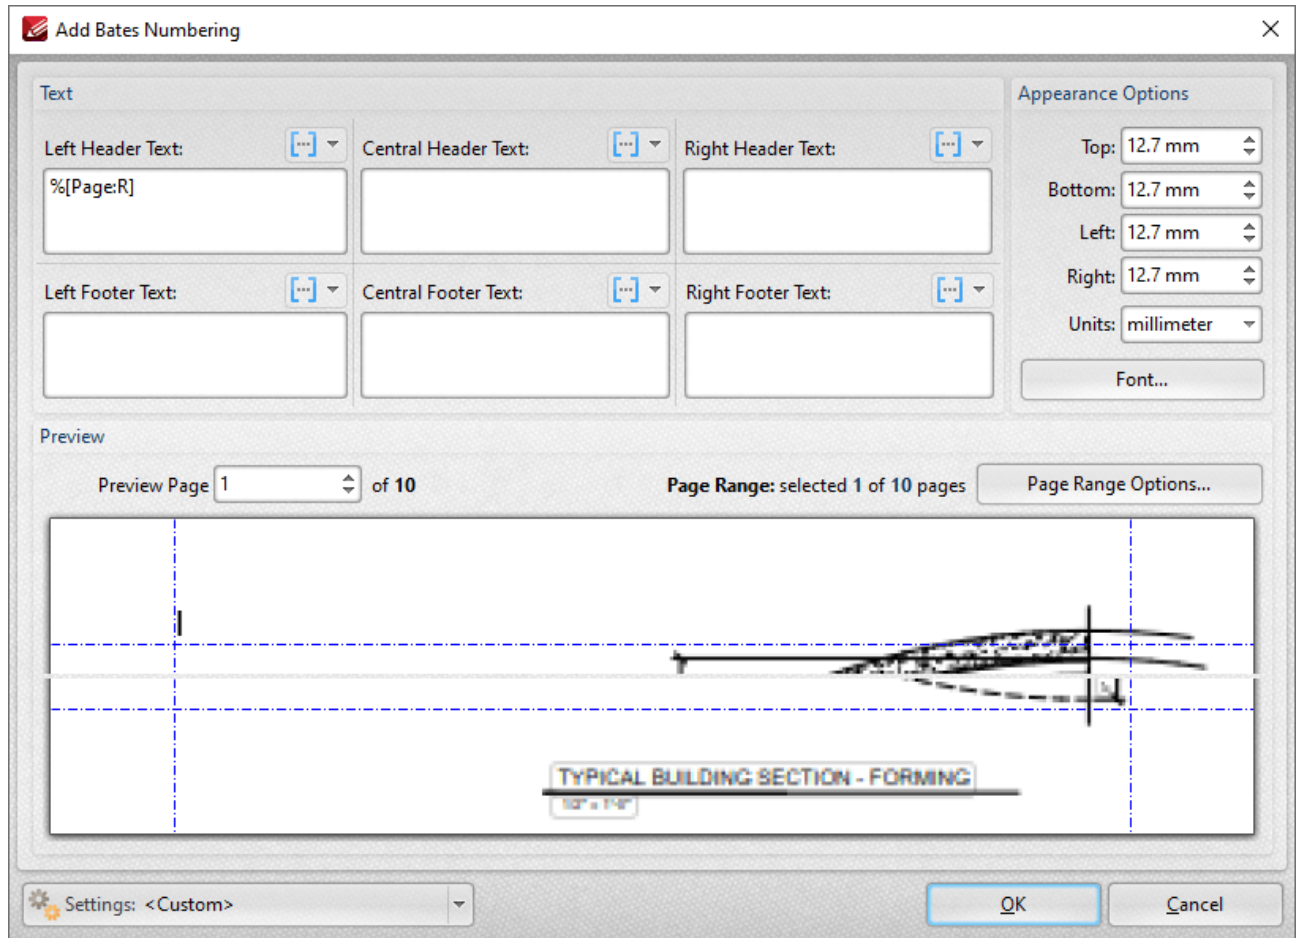 Add Bates Numbering
Text
Appearance Options
Left Header Text:
Central Header Text:
Right Header Text:
%[Page:R]
Left Footer Text:
Central Footer Text:
Right Footer Text:
Top: 12.7 mm
Bottom: 12.7 mm
Left: 12.7 mm
Right: 12.7 mm
Units: millimeter
Font...
Preview
Preview Page 1 of 10
Page Range: selected 1 of 10 pages
Page Range Options...
I
TYPICAL BUILDING SECTION - FORMING
Settings: <Custom>
OK
Cancel